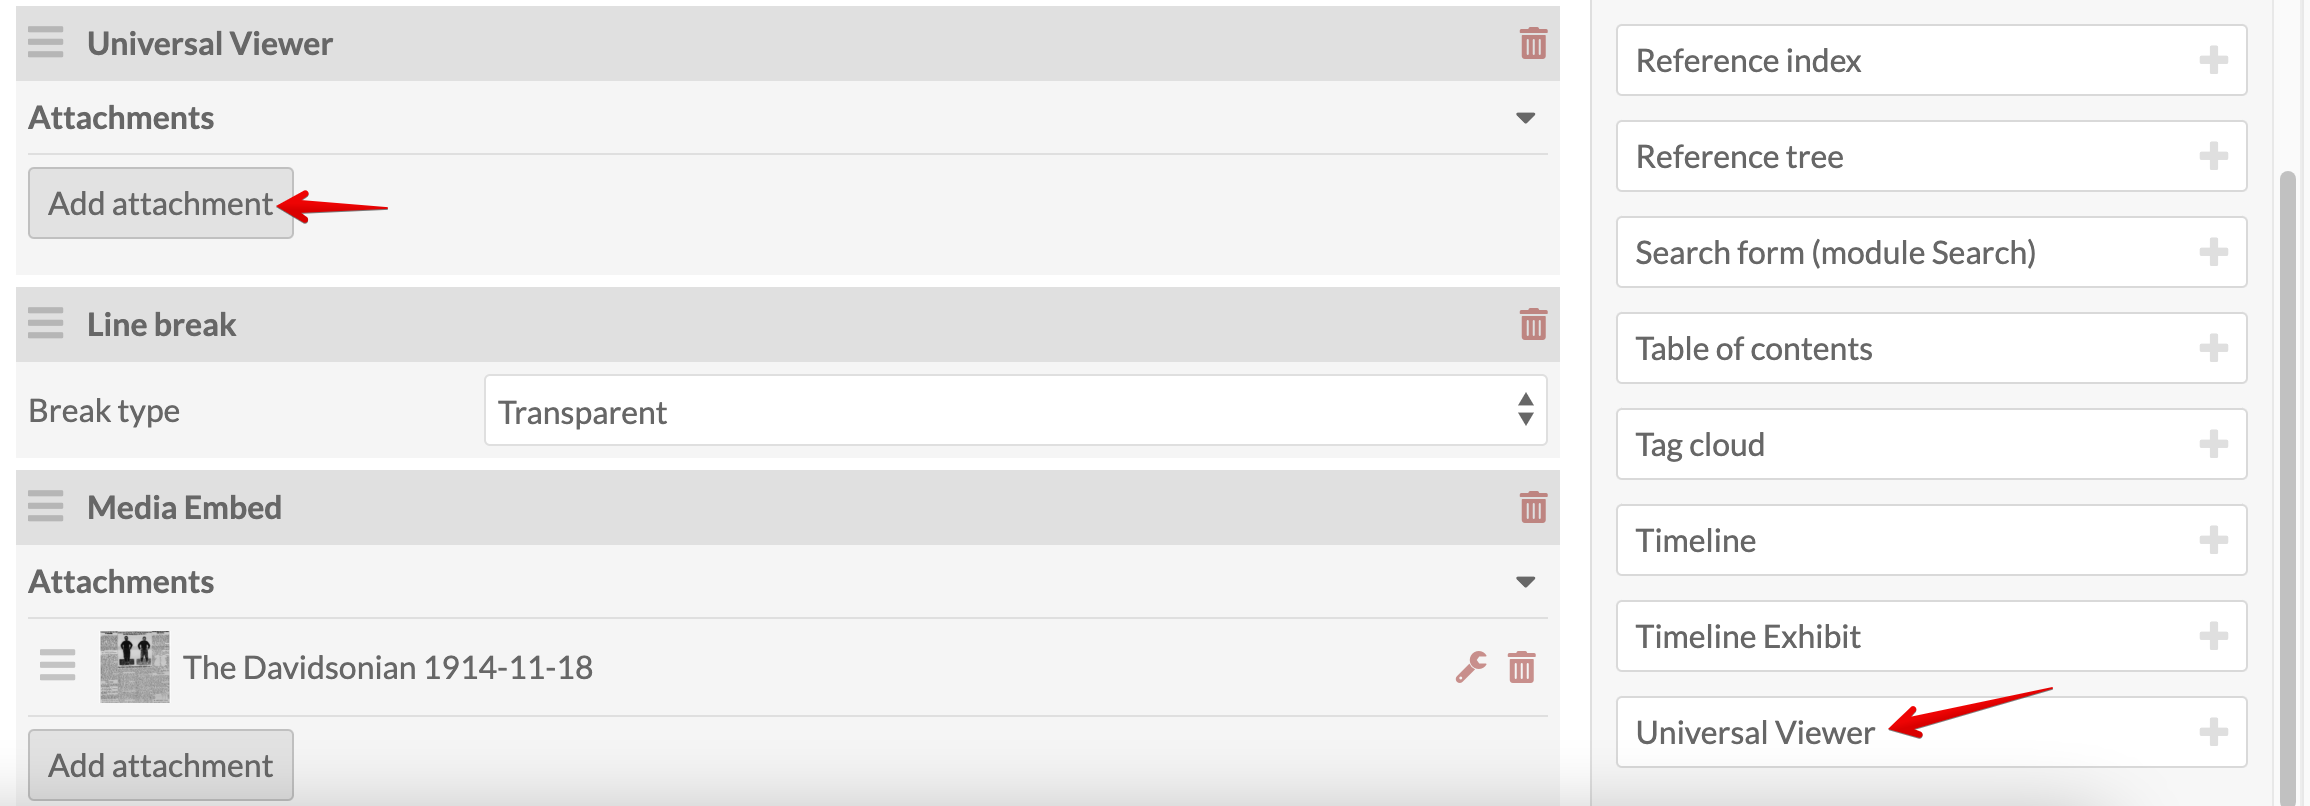 Universal Viewer
Attachments
Add attachment
Line break
Break type
Transparent
Media Embed
Attachments
The Davidsonian 1914-11-18
Add attachment
Reference index
Reference tree
Search form (module Search)
Table of contents
Tag cloud
Timeline
Timeline Exhibit
Universal Viewer